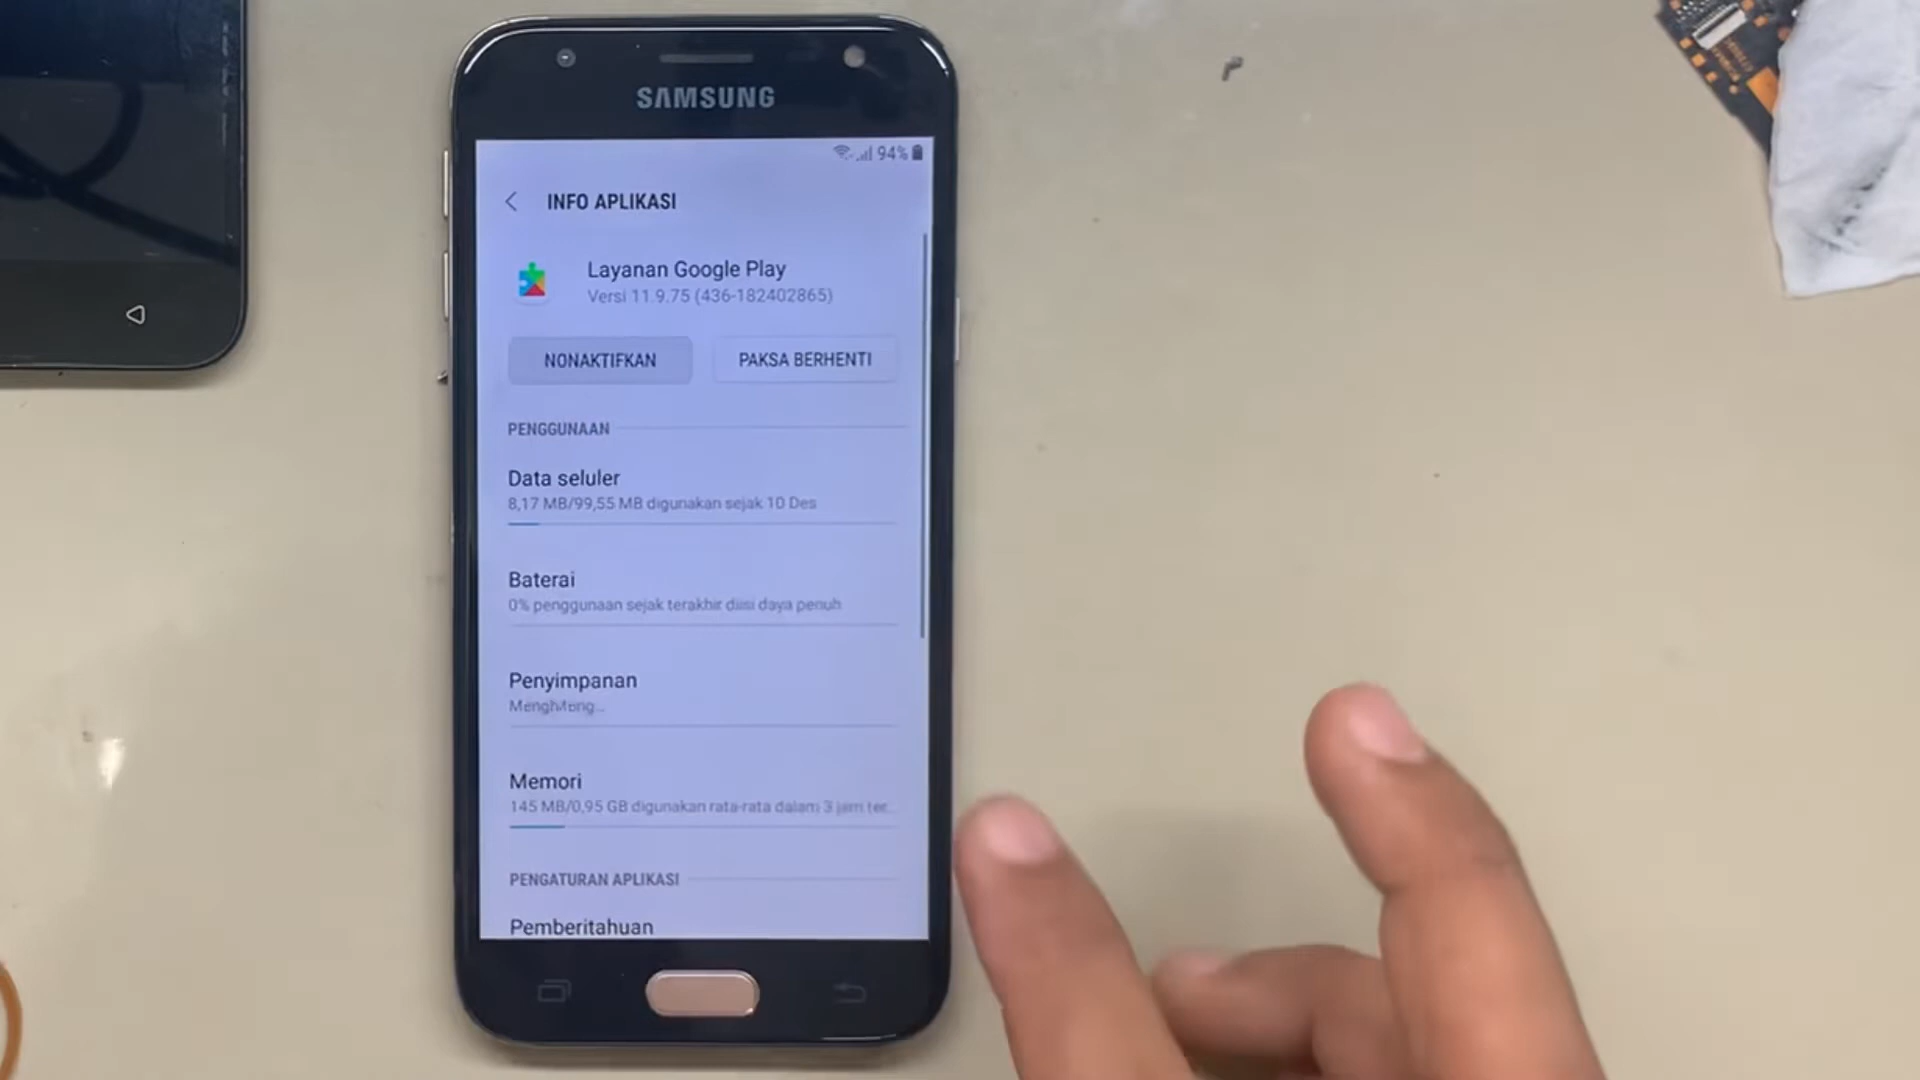 SAMSUNG
94%
INFO APLIKASI
Layanan Google Play
Versi 11.9.75 (436-182402865)
NONAKTIFKAN
PAKSA BERHENTI
PENGGUNAAN
Data seluler
8,17 MB/99,55 MB digunakan sejak 10 Des
Baterai
0% penggunaan sejak terakhir diisi daya penuh
Penyimpanan
Memori
145 MB/0,95 GB digunakan rata-rata dalam 3 jam ter...
PENGATURAN APLIKASI
Pemberitahuan